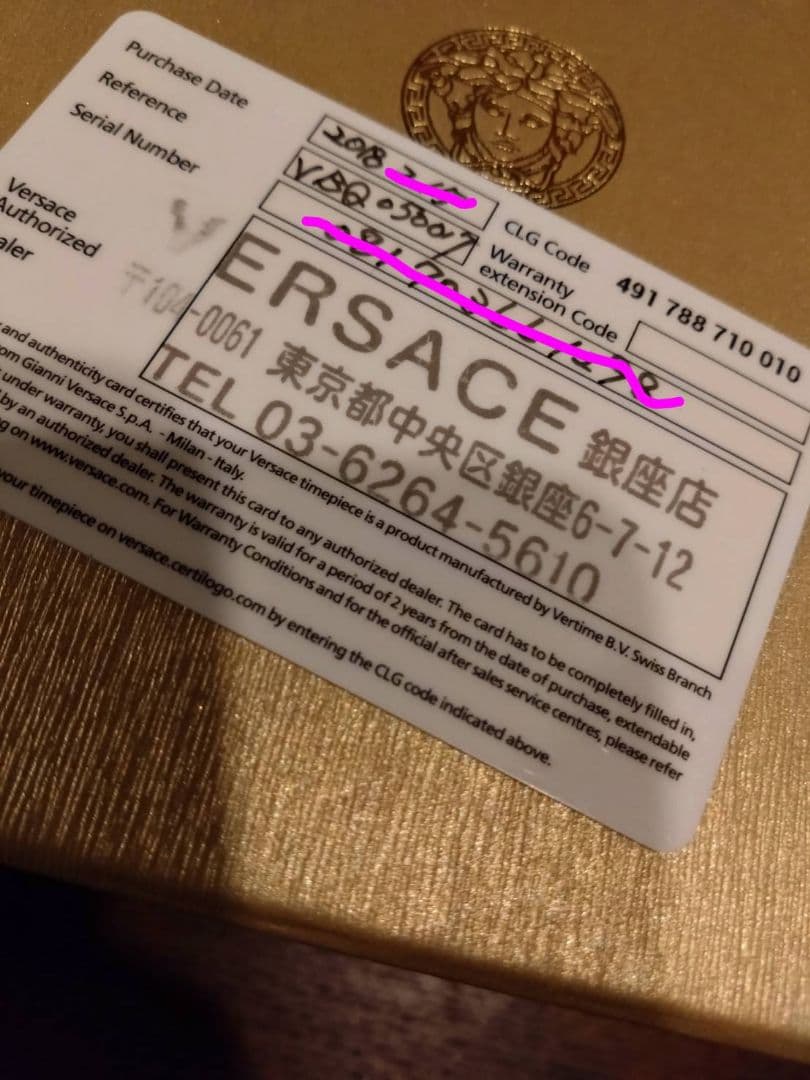 Purchase Date
2018
Reference
VBQ 050017
Serial Number
CLG Code
491 788 710 010
Warranty
extension Code
Versace
Authorized
ERSACE 銀座店
〒104-0061 東京都中央区銀座6-7-12
TEL 03-6264-5610
and authenticity card certifies that your Versace timepiece is a product manufactured by Vertime B.V. Swiss Branch
om Gianni Versace S.p.A. - Milan - Italy.
under warranty, you shall present this card to any authorized dealer. The card has to be completely filled in,
by an authorized dealer. The warranty is valid for a period of 2 years from the date of purchase, extendable
g on www.versace.com. For Warranty Conditions and for the official after sales service centres, please refer
your timepiece on versace.certilogo.com by entering the CLG code indicated above.